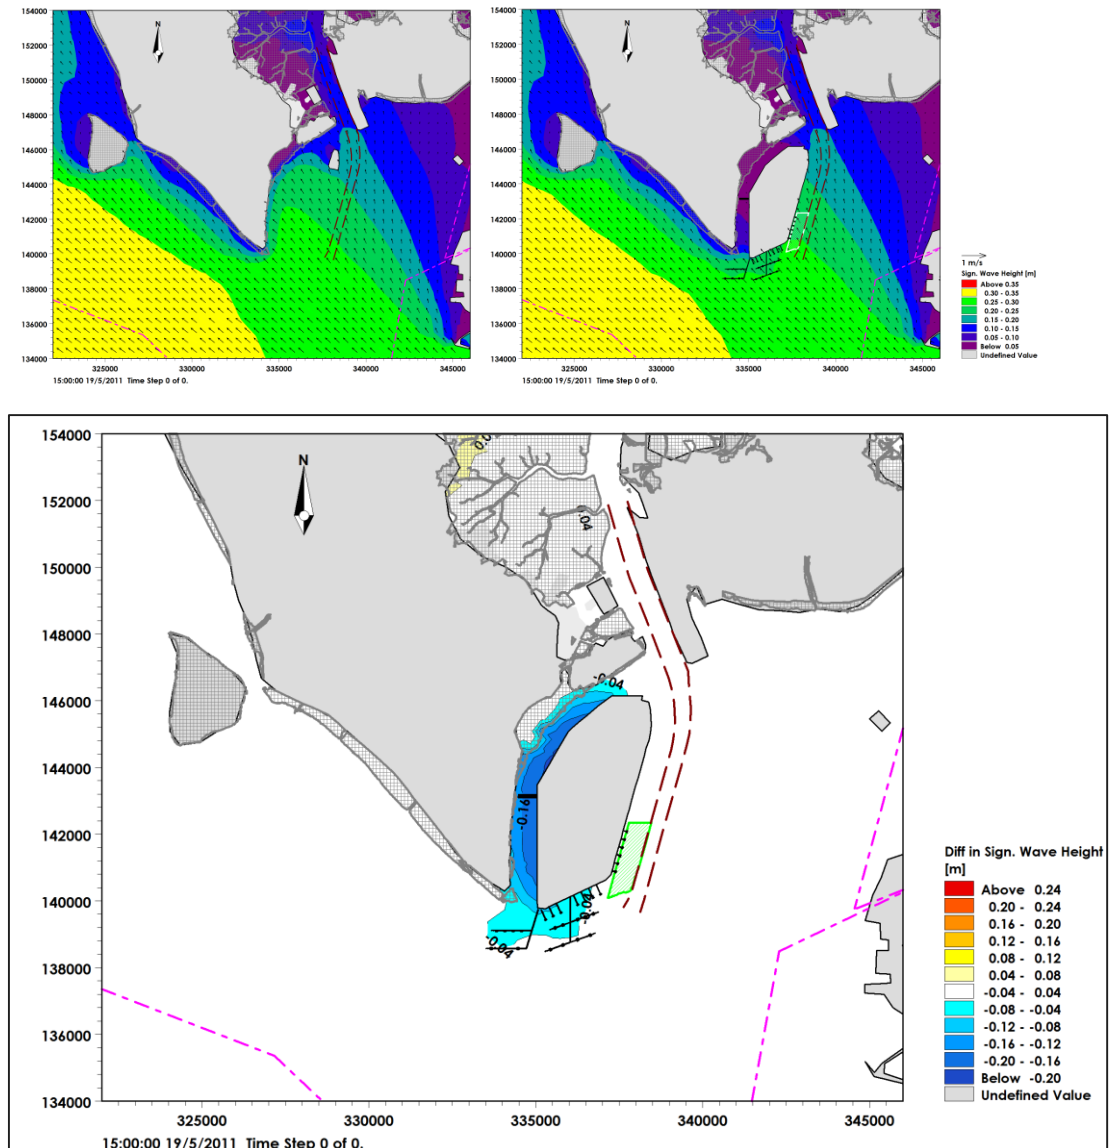 154000
152000
150000
148000
146000
144000
142000
140000
138000
136000
134000
N
325000 330000 335000 340000 345000
15:00:00 19/5/2011 Time Step 0 of 0.
154000
152000
150000
148000
146000
144000
142000
140000
138000
136000
134000
N
325000 330000 335000 340000 345000
15:00:00 19/5/2011 Time Step 0 of 0.
1 m/s
Sign. Wave Height [m]
Above 0.35
0.30 - 0.35
0.25 - 0.30
0.20 - 0.25
0.15 - 0.20
0.10 - 0.15
0.05 - 0.10
Below 0.05
Undefined Value
154000
152000
150000
148000
146000
144000
142000
140000
138000
136000
134000
N
-0.04
-0.16
-0.04
325000 330000 335000 340000 345000
15:00:00 19/5/2011 Time Step 0 of 0.
Diff in Sign. Wave Height
[m]
Above 0.24
0.20 - 0.24
0.16 - 0.20
0.12 - 0.16
0.08 - 0.12
0.04 - 0.08
-0.04 - 0.04
-0.08 - -0.04
-0.12 - -0.08
-0.16 - -0.12
-0.20 - -0.16
Below -0.20
Undefined Value